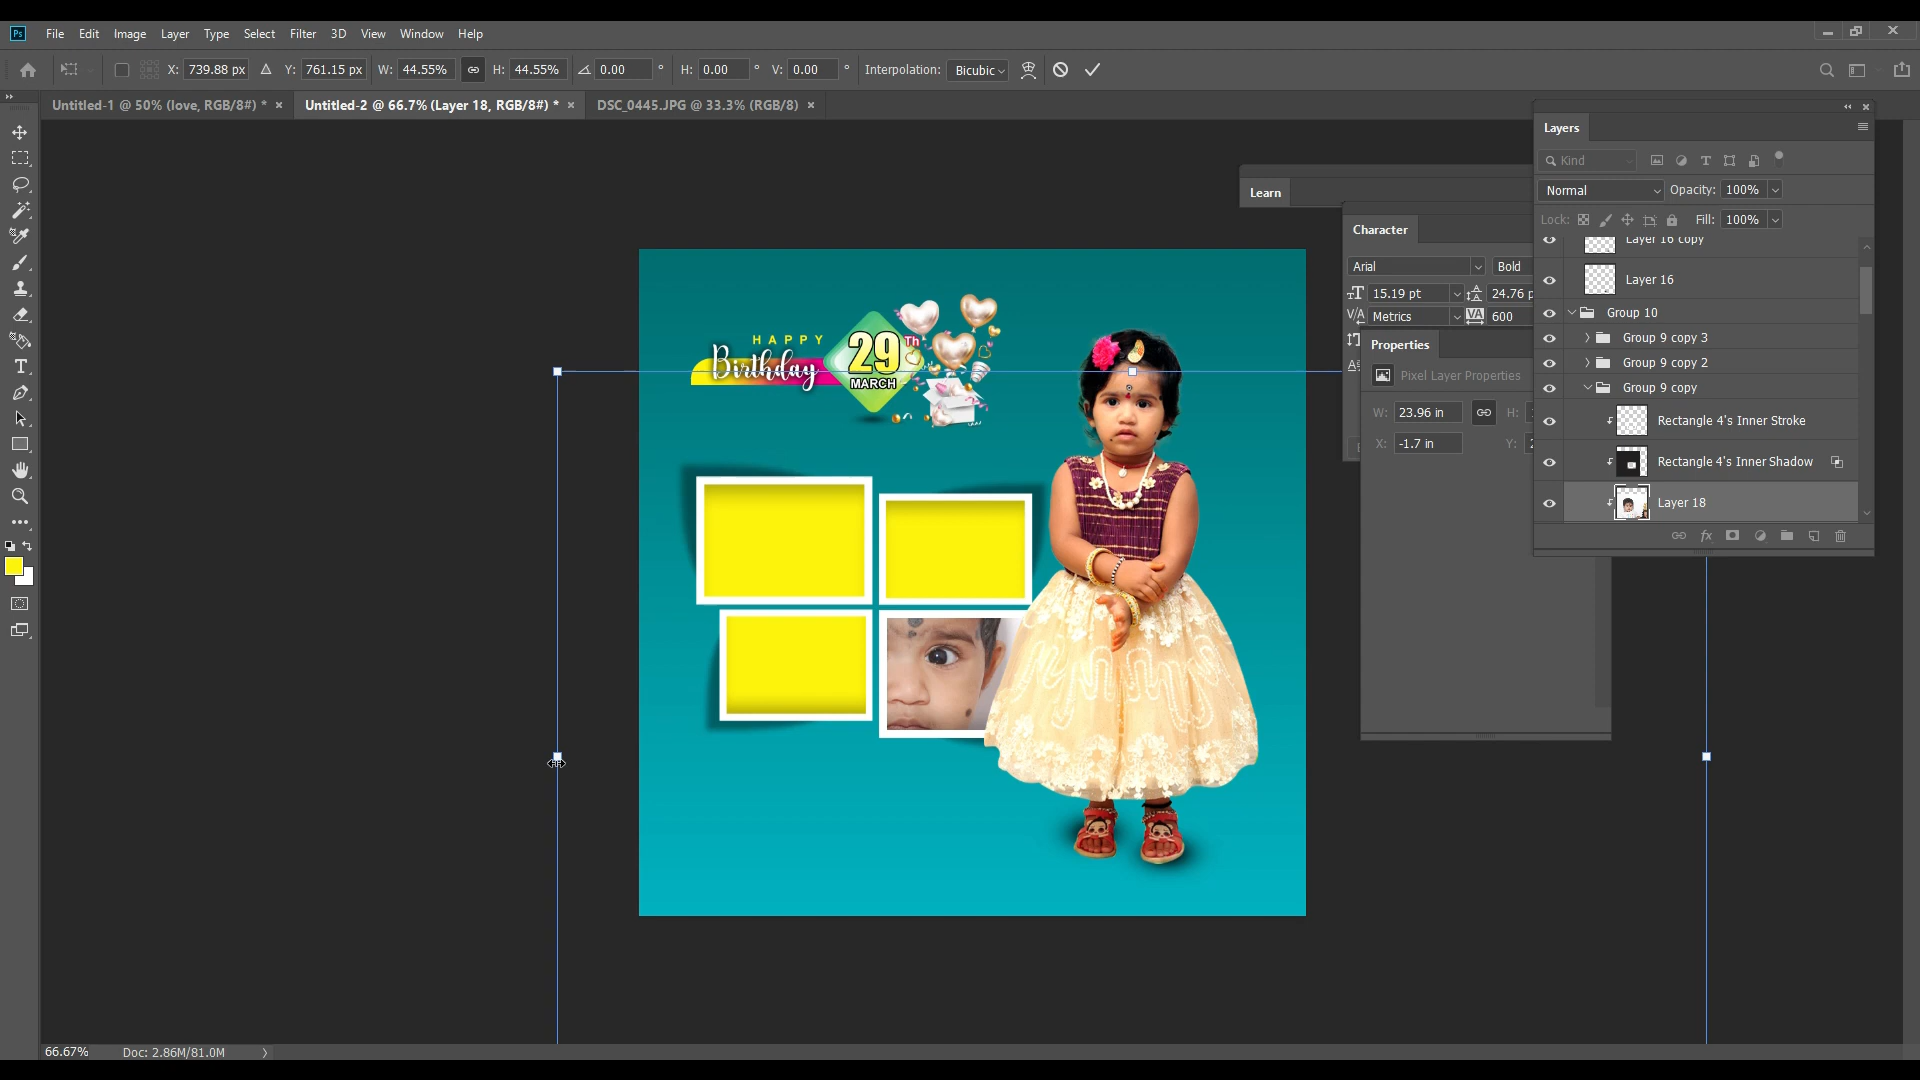 Ps File Edit Image Layer Type Select Filter 3D View Window Help
X: 739.88 px Y: 761.15 px W: 44.55% H: 44.55% 0.00 ° H: 0.00 ° V: 0.00 ° Interpolation: Bicubic
Untitled-1 @ 50% (love, RGB/8#) * × Untitled-2 @ 66.7% (Layer 18, RGB/8#) * × DSC_0445.JPG @ 33.3% (RGB/8) ×
Layers
Kind
Normal Opacity: 100%
Lock: Fill: 100%
Layer 16 copy
Layer 16
Group 10
Group 9 copy 3
Group 9 copy 2
Group 9 copy
Rectangle 4's Inner Stroke
Rectangle 4's Inner Shadow
Layer 18
fx
Learn
Character
Arial Bold
15.19 pt 24.76 p
Metrics 600
Properties
Pixel Layer Properties
W: 23.96 in H:
X: -1.7 in Y: 2
HAPPY
Birthday
29 Th
MARCH
66.67% Doc: 2.86M/81.0M